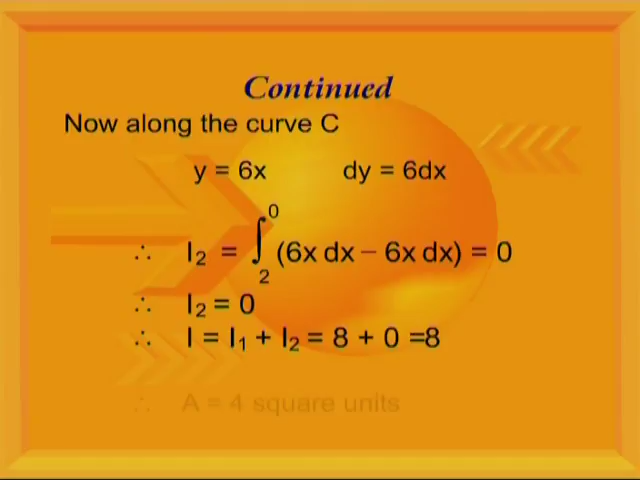 Continued
Now along the curve C
y = 6x dy = 6dx
∴ I₂ = ∫₂⁰ (6x dx – 6x dx) = 0
∴ I₂ = 0
∴ I = I₁ + I₂ = 8 + 0 =8
∴ A = 4 square units